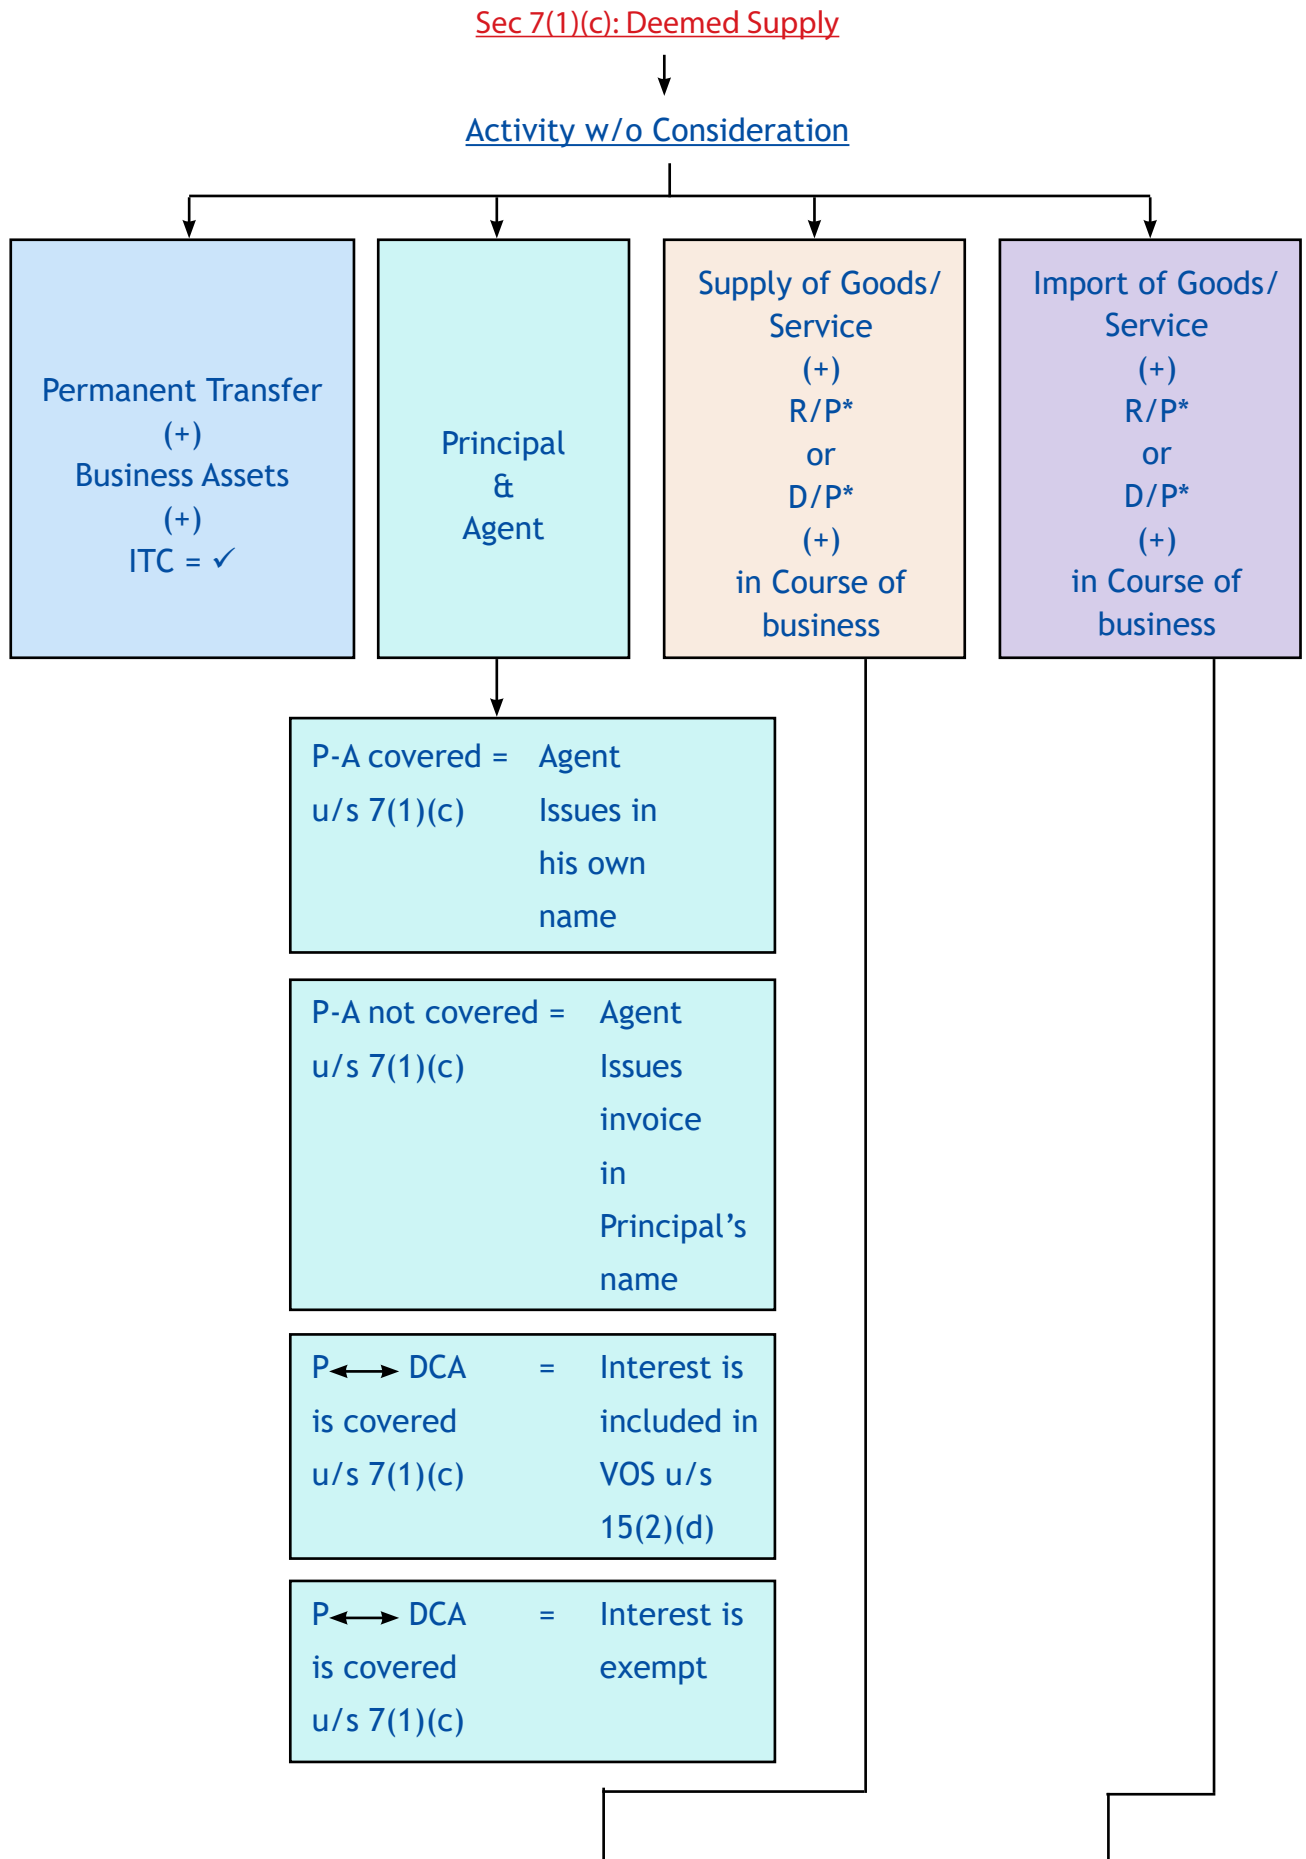 Sec 7(1)(c): Deemed Supply
Activity w/o Consideration
Permanent Transfer
(+)
Business Assets
(+)
ITC = ✓
Principal
&
Agent
Supply of Goods/
Service
(+)
R/P*
or
D/P*
(+)
in Course of
business
Import of Goods/
Service
(+)
R/P*
or
D/P*
(+)
in Course of
business
P-A covered = Agent
u/s 7(1)(c) Issues in
his own
name
P-A not covered = Agent
u/s 7(1)(c) Issues
invoice
in
Principal’s
name
P ↔ DCA = Interest is
is covered included in
u/s 7(1)(c) VOS u/s
15(2)(d)
P ↔ DCA = Interest is
is covered exempt
u/s 7(1)(c)